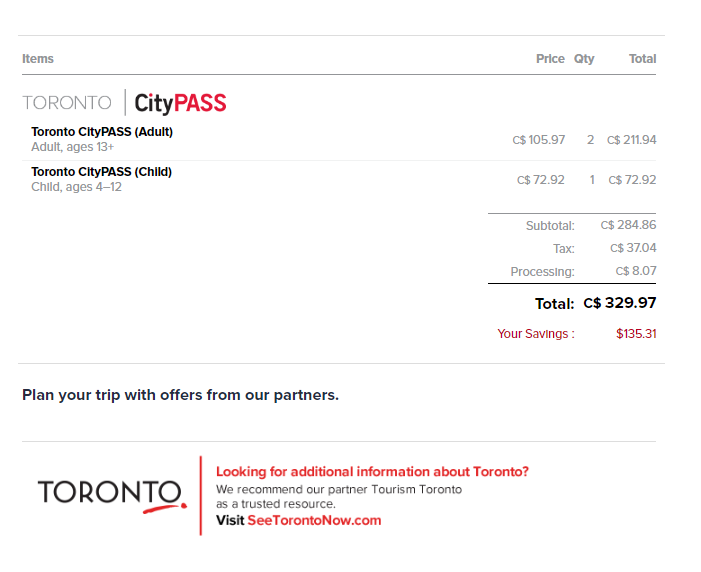 Items Price Qty Total
TORONTO CityPASS
Toronto CityPASS (Adult)
Adult, ages 13+
C$ 105.97 2 C$ 211.94
Toronto CityPASS (Child)
Child, ages 4–12
C$ 72.92 1 C$ 72.92
Subtotal: C$ 284.86
Tax: C$ 37.04
Processing: C$ 8.07
Total: C$ 329.97
Your Savings : $135.31
Plan your trip with offers from our partners.
TORONTO
Looking for additional information about Toronto?
We recommend our partner Tourism Toronto
as a trusted resource.
Visit SeeTorontoNow.com